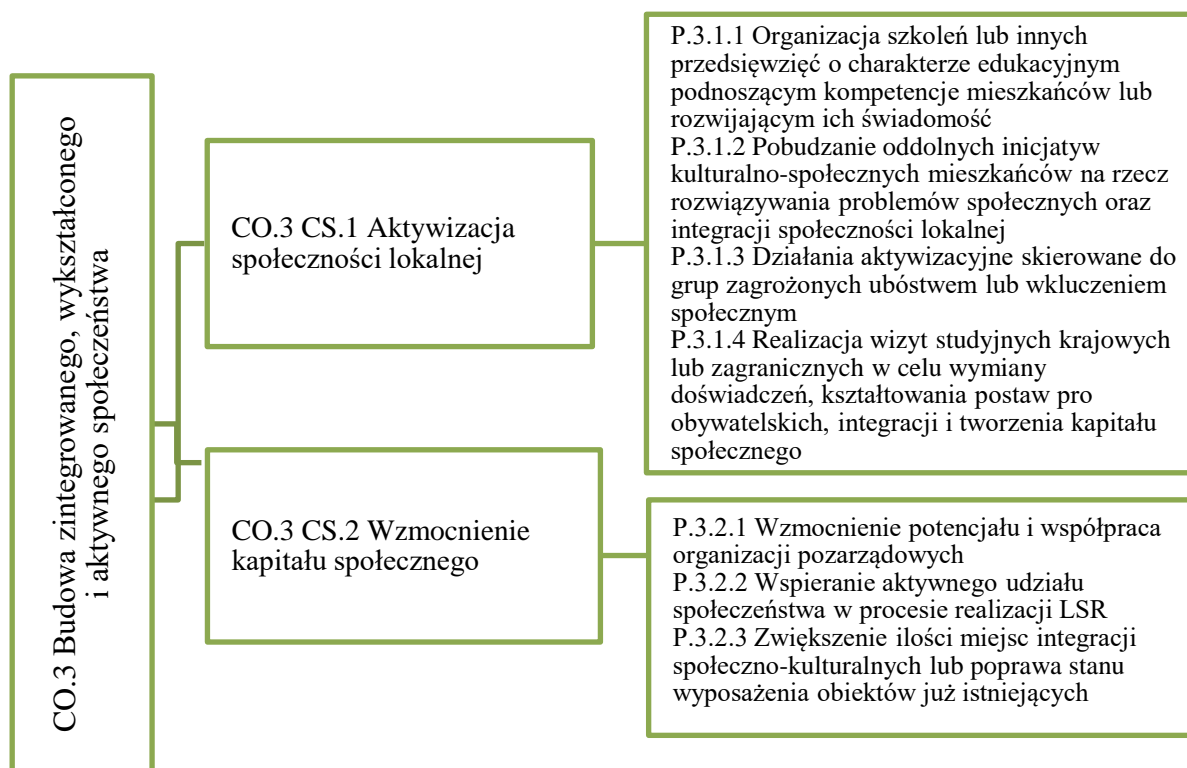 CO.3 Budowa zintegrowanego, wykształconego
i aktywnego społeczeństwa
CO.3 CS.1 Aktywizacja
społeczności lokalnej
P.3.1.1 Organizacja szkoleń lub innych
przedsięwzięć o charakterze edukacyjnym
podnoszącym kompetencje mieszkańców lub
rozwijającym ich świadomość
P.3.1.2 Pobudzanie oddolnych inicjatyw
kulturalno-społecznych mieszkańców na rzecz
rozwiązywania problemów społecznych oraz
integracji społeczności lokalnej
P.3.1.3 Działania aktywizacyjne skierowane do
grup zagrożonych ubóstwem lub wkluczeniem
społecznym
P.3.1.4 Realizacja wizyt studyjnych krajowych
lub zagranicznych w celu wymiany
doświadczeń, kształtowania postaw pro
obywatelskich, integracji i tworzenia kapitału
społecznego
CO.3 CS.2 Wzmocnienie
kapitału społecznego
P.3.2.1 Wzmocnienie potencjału i współpraca
organizacji pozarządowych
P.3.2.2 Wspieranie aktywnego udziału
społeczeństwa w procesie realizacji LSR
P.3.2.3 Zwiększenie ilości miejsc integracji
społeczno-kulturalnych lub poprawa stanu
wyposażenia obiektów już istniejących